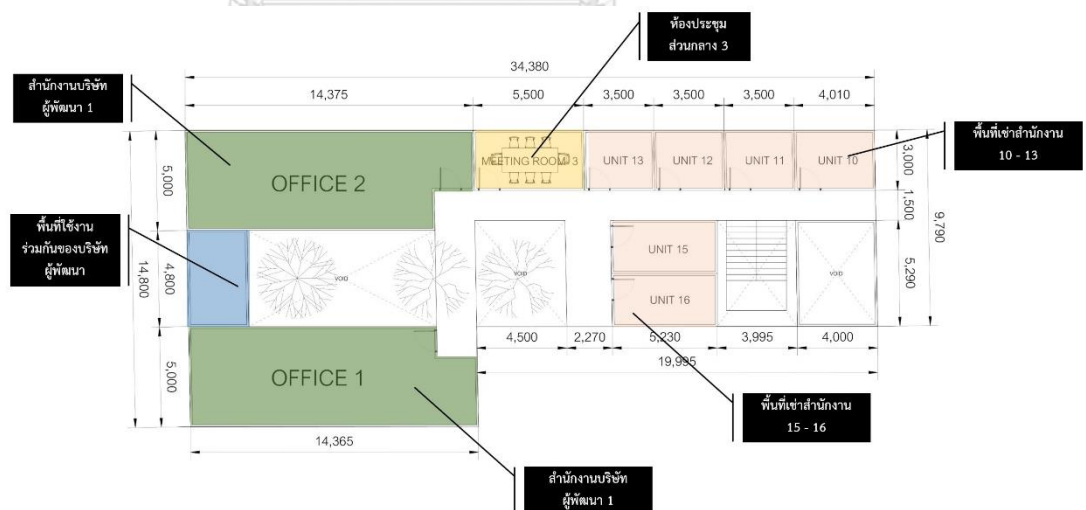 ห้องประชุม
ส่วนกลาง 3
34,380
สำนักงานบริษัท
ผู้พัฒนา 1
14,375
5,500
3,500
3,500
3,500
4,010
พื้นที่เช่าสำนักงาน
10 - 13
OFFICE 2
MEETING ROOM 3
UNIT 13
UNIT 12
UNIT 11
UNIT 10
3,000
5,000
1,500
9,790
พื้นที่ใช้งาน
ร่วมกันของบริษัท
ผู้พัฒนา
14,800
4,800
VOID
VOID
UNIT 15
UNIT 16
VOID
5,290
4,500
2,270
5,230
3,995
4,000
19,995
5,000
OFFICE 1
พื้นที่เช่าสำนักงาน
15 - 16
14,365
สำนักงานบริษัท
ผู้พัฒนา 1